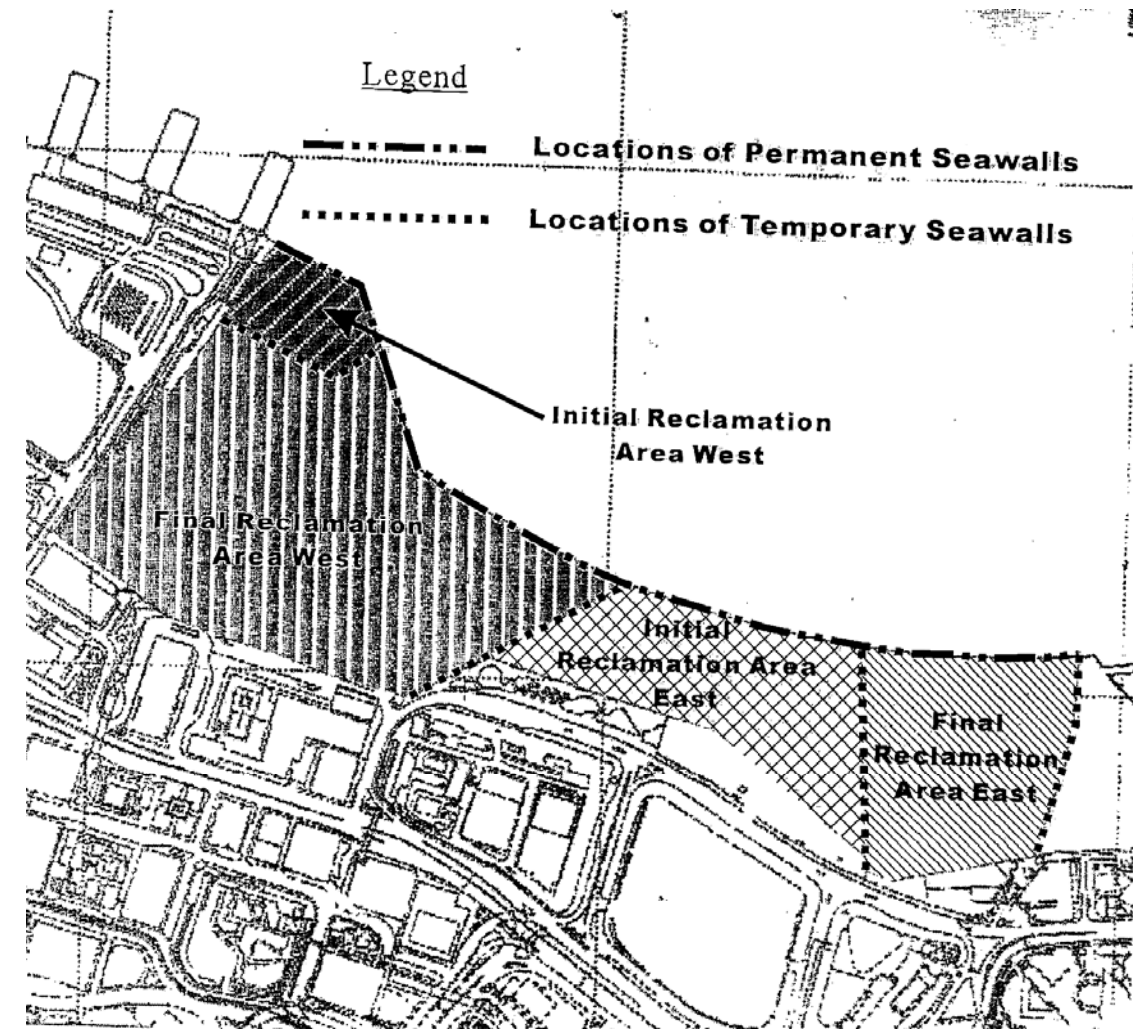 Legend
Locations of Permanent Seawalls
Locations of Temporary Seawalls
Initial Reclamation
Area West
Final Reclamation
Area West
Initial
Reclamation Area
East
Final
Reclamation
Area East